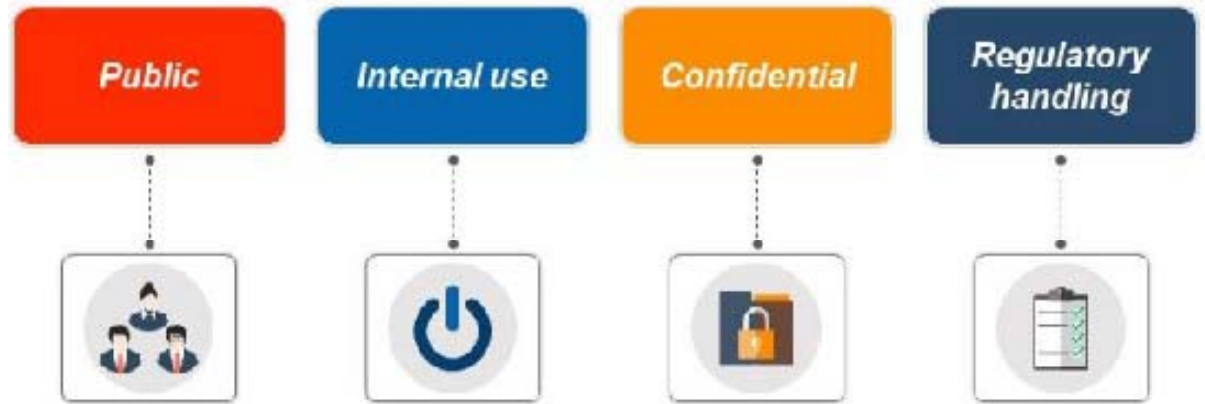 Public
Internal use
Confidential
Regulatory
handling